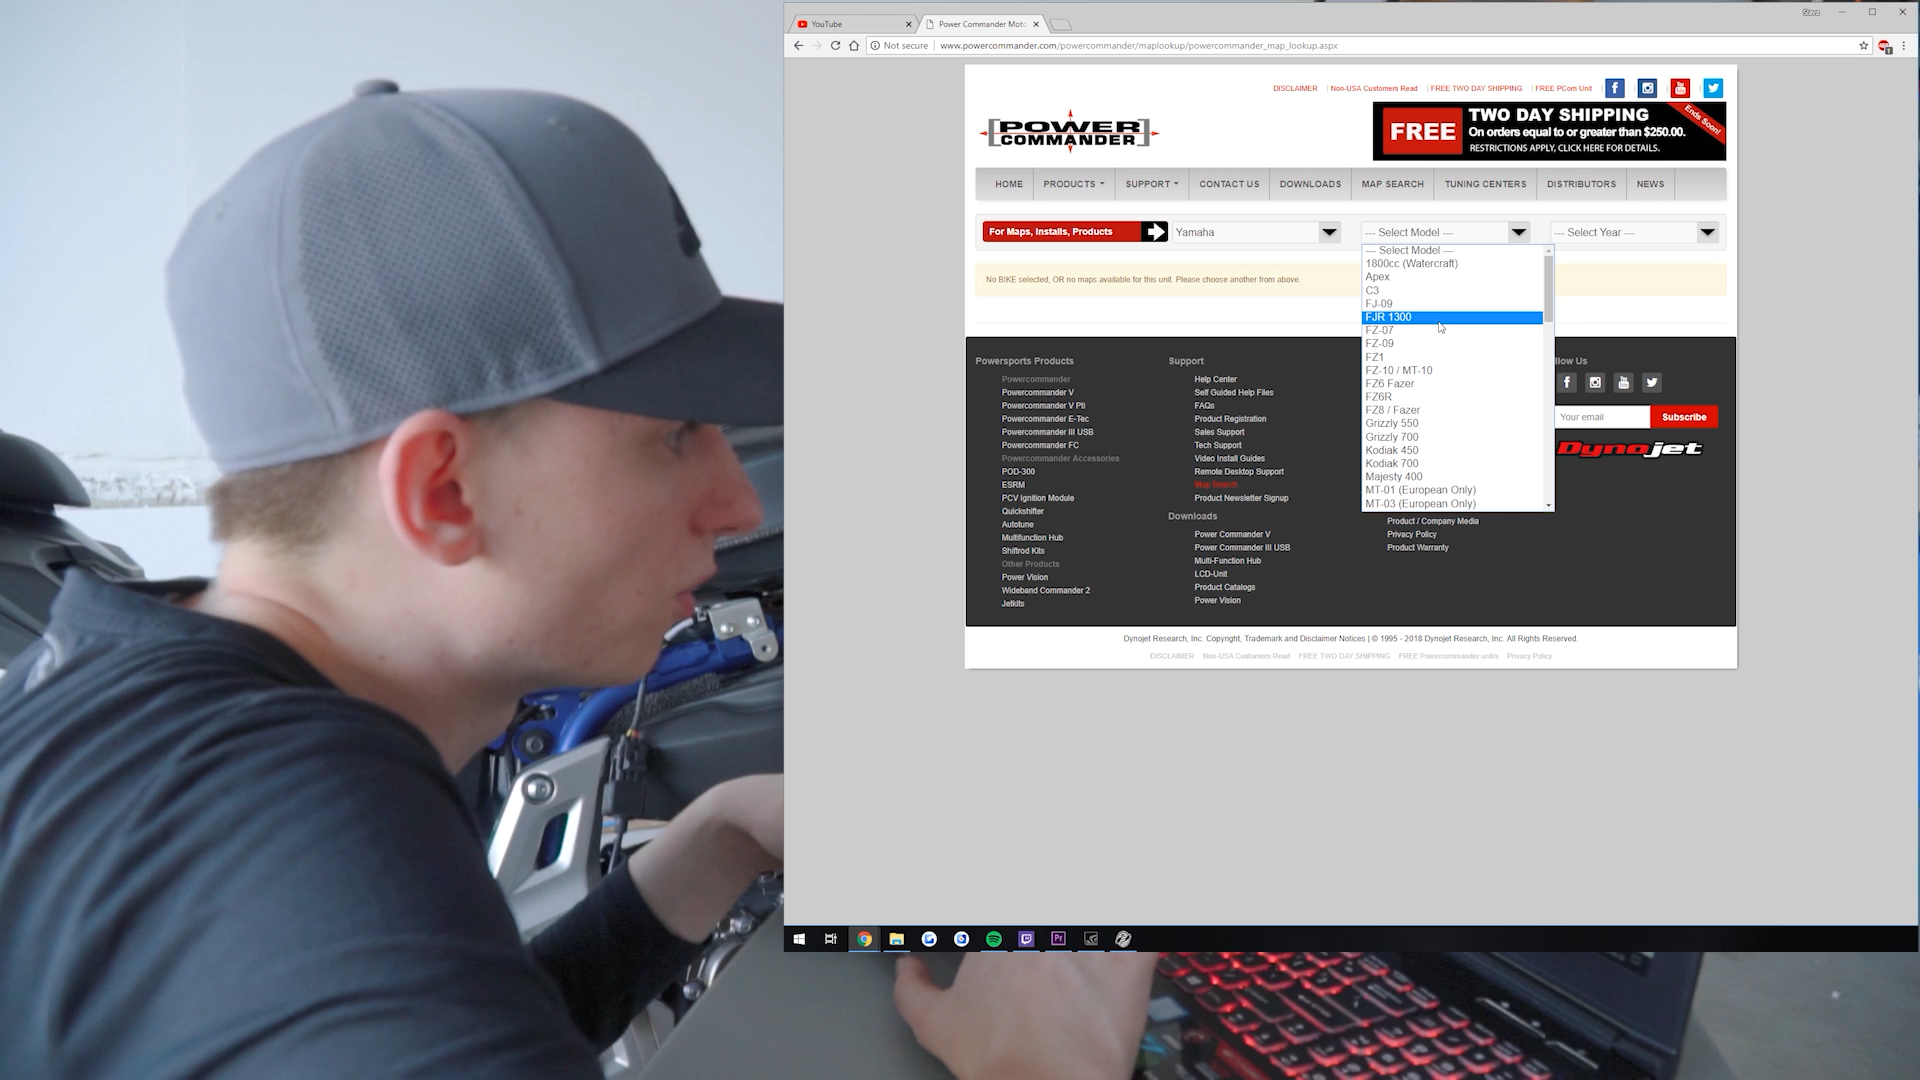 YouTube
Power Commander Moto
Slava
Not secure | www.powercommander.com/powercommander/maplookup/powercommander_map_lookup.aspx
DISCLAIMER | Non-USA Customers Read | FREE TWO DAY SHIPPING | FREE PCom Unit
POWER
COMMANDER
FREE
TWO DAY SHIPPING
On orders equal to or greater than $250.00.
RESTRICTIONS APPLY, CLICK HERE FOR DETAILS.
Ends Soon!
HOME
PRODUCTS
SUPPORT
CONTACT US
DOWNLOADS
MAP SEARCH
TUNING CENTERS
DISTRIBUTORS
NEWS
For Maps, Installs, Products
Yamaha
--- Select Model ---
--- Select Year ---
No BIKE selected, OR no maps available for this unit. Please choose another from above.
--- Select Model ---
1800cc (Watercraft)
Apex
C3
FJ-09
FJR 1300
FZ-07
FZ-09
FZ1
FZ-10 / MT-10
FZ6 Fazer
FZ6R
FZ8 / Fazer
Grizzly 550
Grizzly 700
Kodiak 450
Kodiak 700
Majesty 400
MT-01 (European Only)
MT-03 (European Only)
Powersports Products
Powercommander
Powercommander V
Powercommander V Pti
Powercommander E-Tec
Powercommander III USB
Powercommander FC
Powercommander Accessories
POD-300
ESRM
PCV Ignition Module
Quickshifter
Autotune
Multifunction Hub
Shiftrod Kits
Other Products
Power Vision
Wideband Commander 2
Jetkits
Support
Help Center
Self Guided Help Files
FAQs
Product Registration
Sales Support
Tech Support
Video Install Guides
Remote Desktop Support
Map Search
Product Newsletter Signup
Downloads
Power Commander V
Power Commander III USB
Multi-Function Hub
LCD-Unit
Product Catalogs
Power Vision
Product / Company Media
Privacy Policy
Product Warranty
llow Us
Your email
Subscribe
Dynojet
Dynojet Research, Inc. Copyright, Trademark and Disclaimer Notices | © 1995 - 2018 Dynojet Research, Inc. All Rights Reserved.
DISCLAIMER Non-USA Customers Read FREE TWO DAY SHIPPING FREE Powercommander units Privacy Policy
Pr